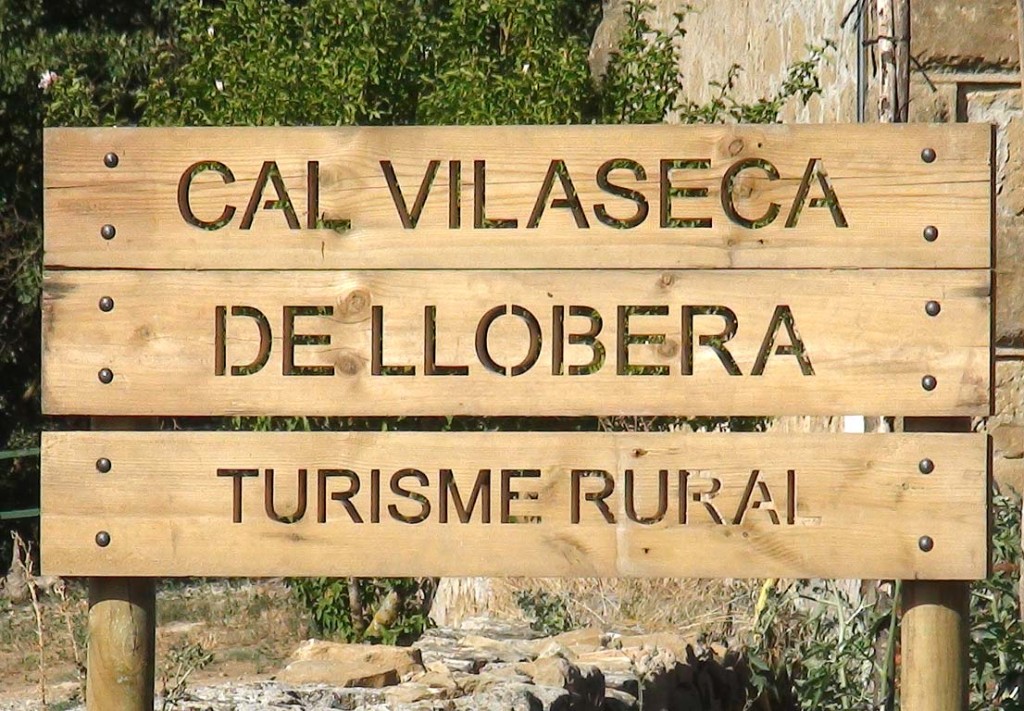 CAL VILASECA
DE LLOBERA
TURISME RURAL